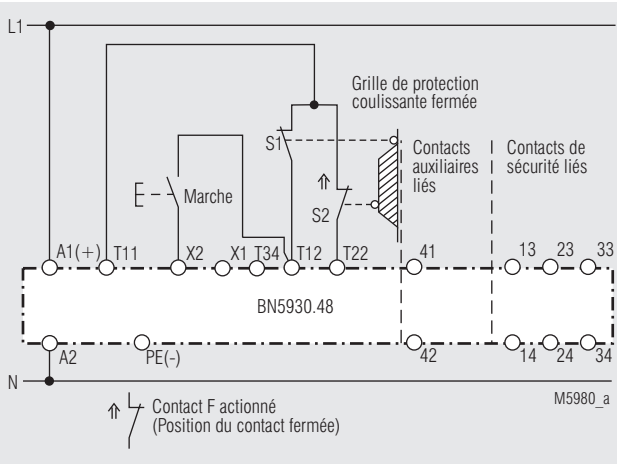 L1
Grille de protection
coulissante fermée
S1
Contacts
auxiliaires
liés
Contacts de
sécurité liés
Marche
S2
A1(+) T11 X2 X1 T34 T12 T22 41 13 23 33
BN5930.48
A2 PE(-) 42 14 24 34
N
M5980_a
Contact F actionné
(Position du contact fermée)